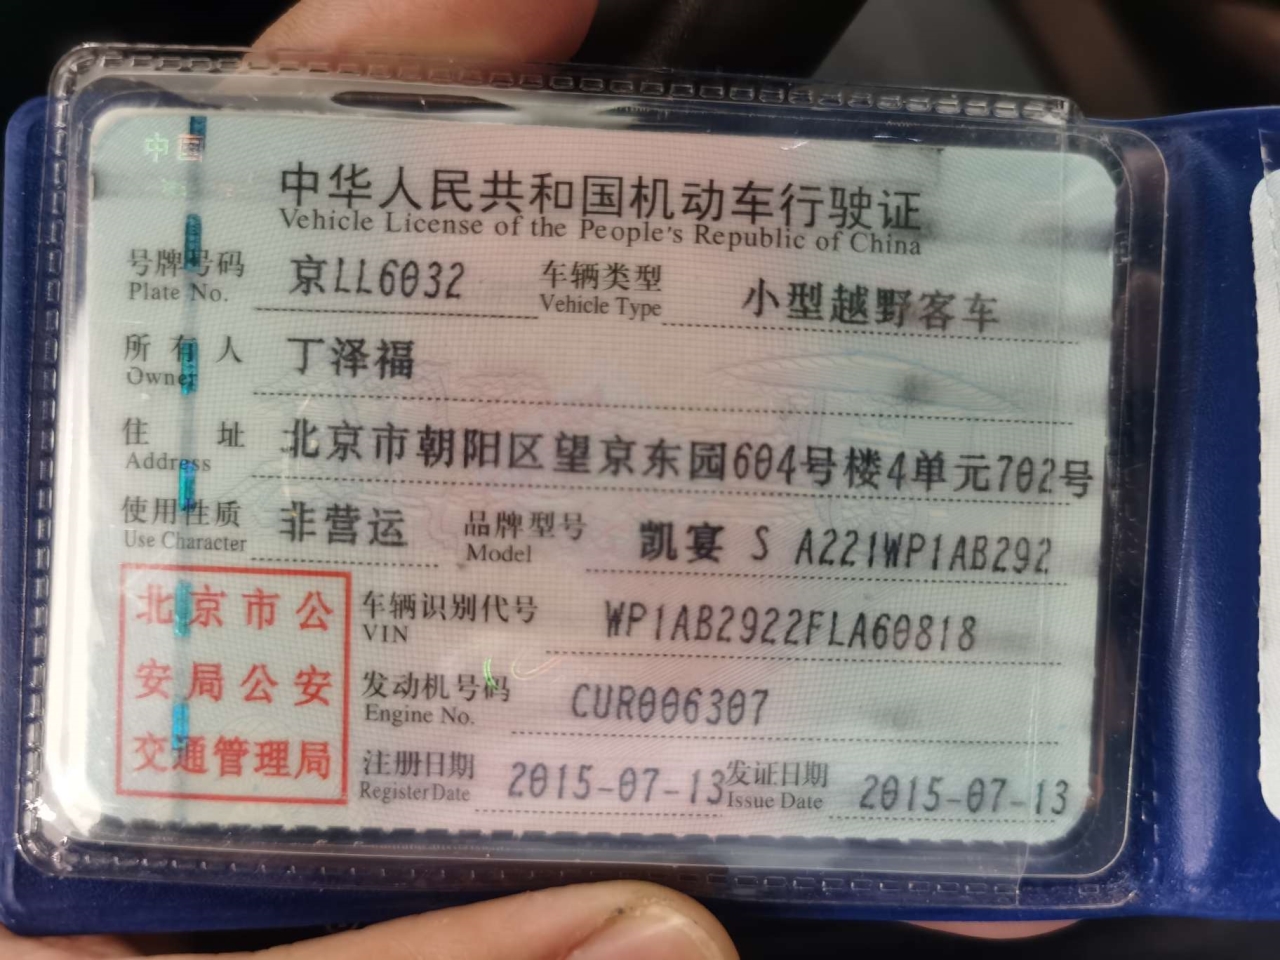 中国
中华人民共和国机动车行驶证
Vehicle License of the People's Republic of China
号牌号码 京LL6032 车辆类型 小型越野客车
Plate No. Vehicle Type
所有人 丁泽福
Owner
住址 北京市朝阳区望京东园604号楼4单元702号
Address
使用性质 非营运 品牌型号 凯宴 S A221WP1AB292
Use Character Model
北京市公
安局公安
交通管理局
车辆识别代号 WP1AB2922FLA60818
VIN
发动机号码 CUR006307
Engine No.
注册日期 2015-07-13 发证日期 2015-07-13
Register Date Issue Date